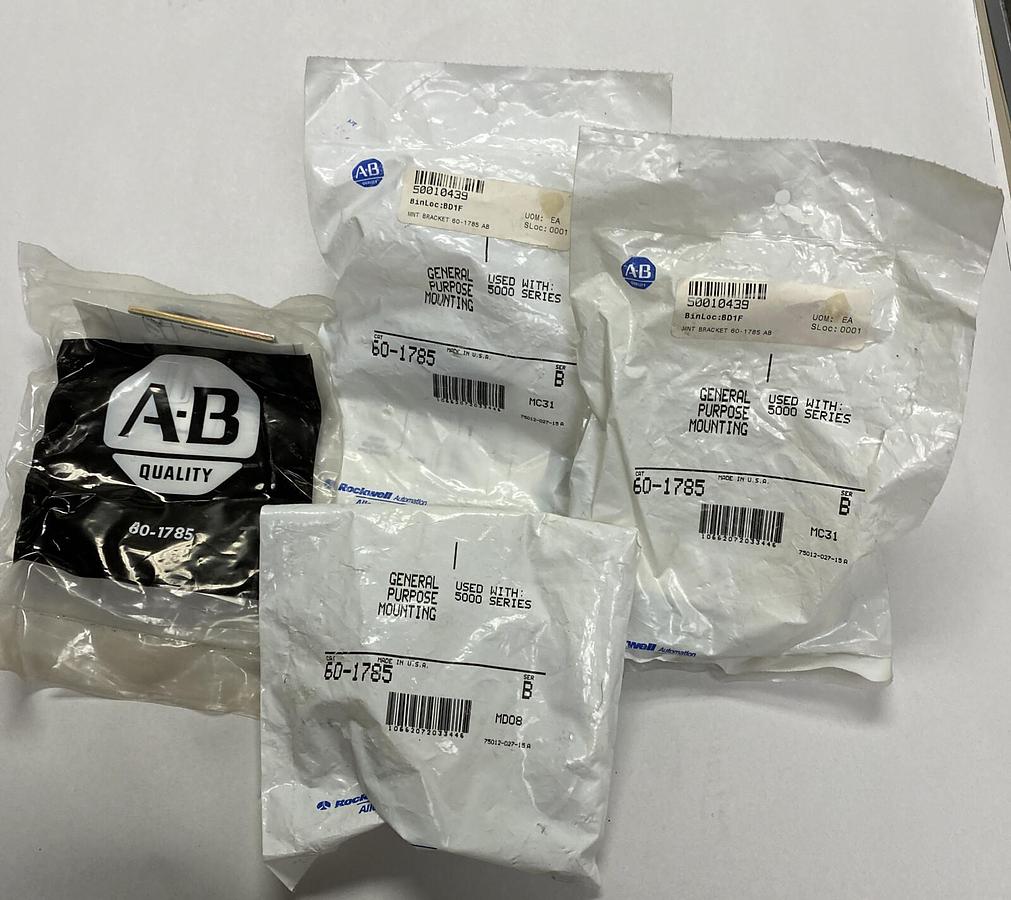 A-B
QUALITY
60-1785
A-B
QUALITY
50010439
BinLoc:BD1F
MNT BRACKET 60-1785 AB
UOM: EA
SLoc:0001
GENERAL
PURPOSE
MOUNTING
USED WITH:
5000 SERIES
CAT
60-1785
MADE IN U.S.A.
SER
B
MC31
75012-027-15 A
Rockwell Automation
A-B
QUALITY
50010439
BinLoc:BD1F
MNT BRACKET 60-1785 AB
UOM: EA
SLoc:0001
GENERAL
PURPOSE
MOUNTING
USED WITH:
5000 SERIES
CAT
60-1785
MADE IN U.S.A.
SER
B
10662072033446
MC31
75012-027-15 A
Automation
GENERAL
PURPOSE
MOUNTING
USED WITH:
5000 SERIES
CAT
60-1785
MADE IN U.S.A.
SER
B
10662072033446
MD08
75012-027-15 A